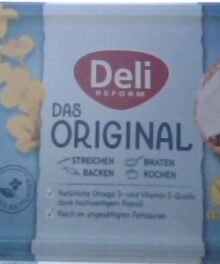 Deli
REFORM
DAS
ORIGINAL
STREICHEN BRATEN
BACKEN KOCHEN
Natürliche Omega 3- und Vitamin E-Quelle
dank hochwertigem Rapsöl
Reich an ungesättigten Fettsäuren